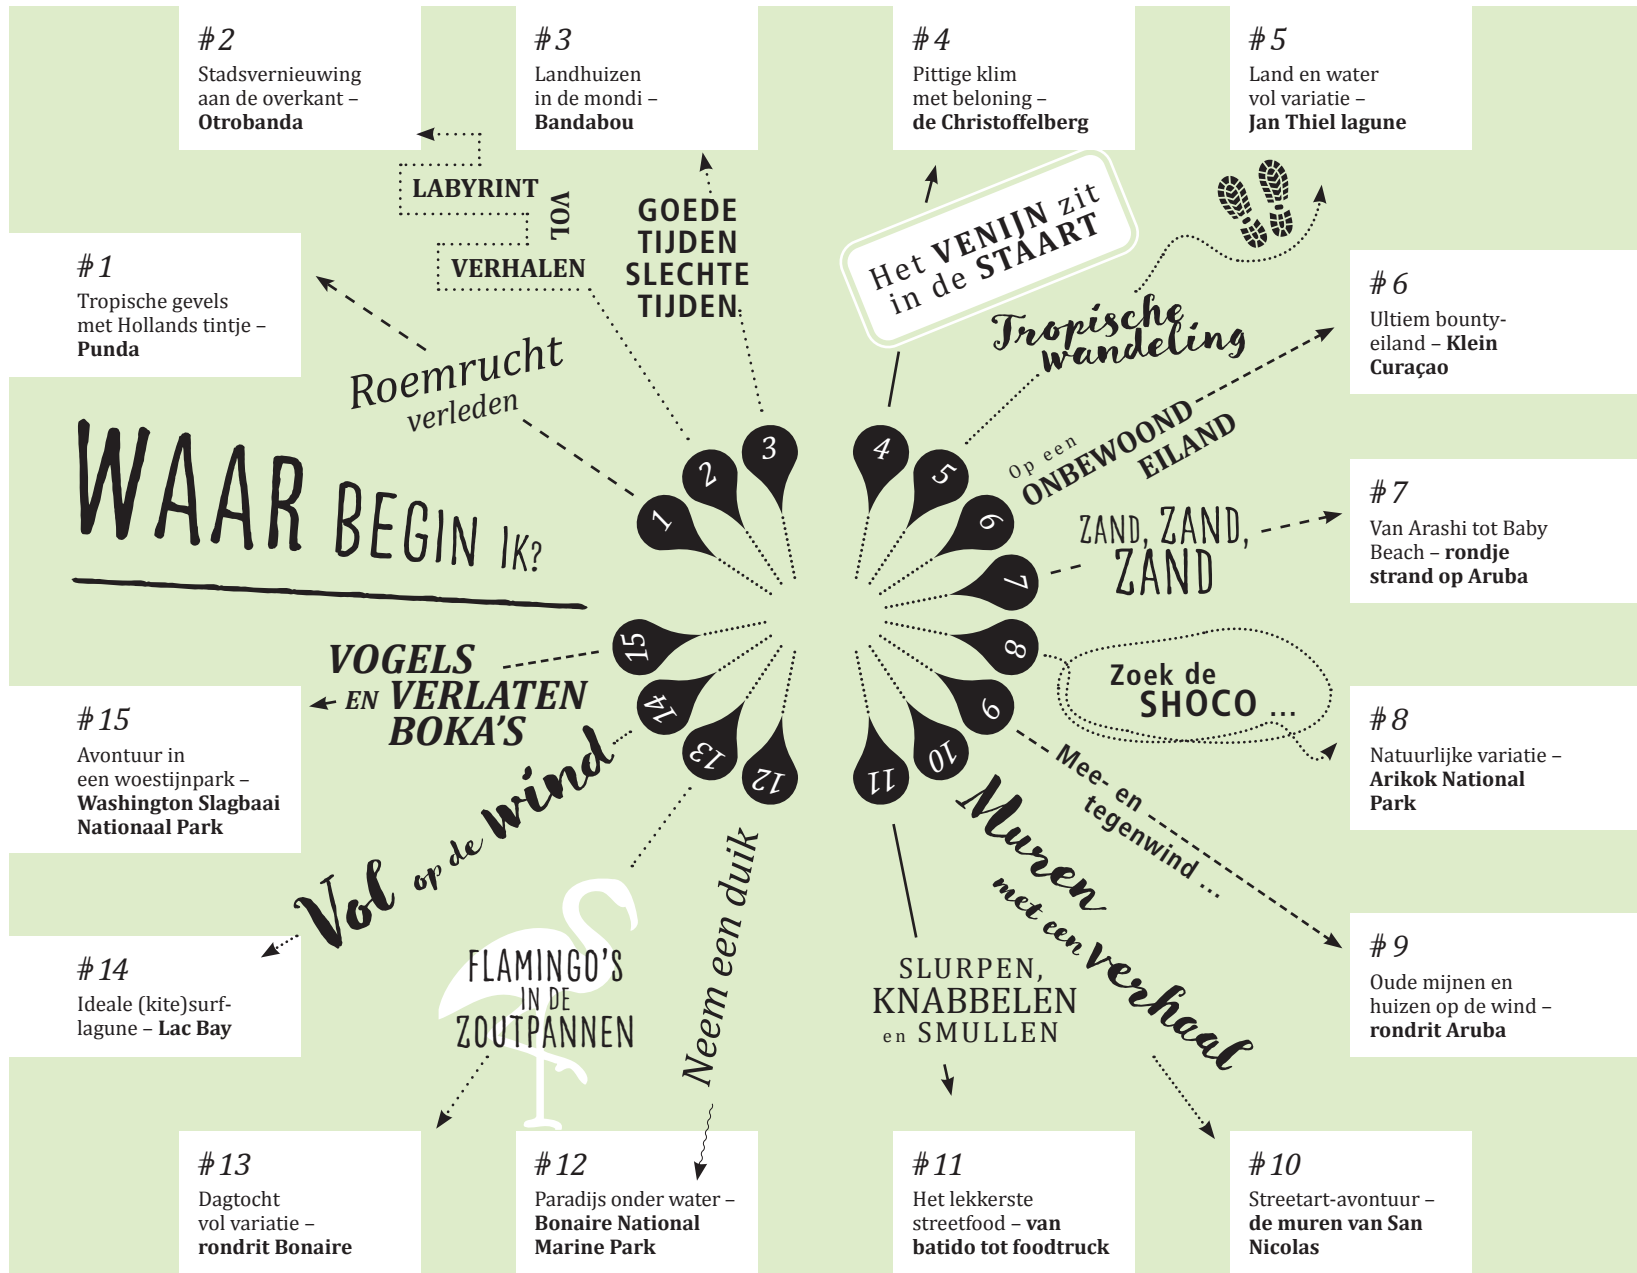 #2
Stadsvernieuwing
aan de overkant –
Otrobanda
#3
Landhuizen
in de mondi –
Bandabou
#4
Pittige klim
met beloning –
de Christoffelberg
#5
Land en water
vol variatie –
Jan Thiel lagune
LABYRINT
VOL
VERHALEN
GOEDE
TIJDEN
SLECHTE
TIJDEN
Het VENIJN zit
in de STAART
Tropische
wandeling
#1
Tropische gevels
met Hollands tintje –
Punda
Roemrucht
verleden
#6
Ultiem bounty-
eiland – Klein
Curaçao
Op een
ONBEWOOND
EILAND
WAAR BEGIN IK?
1
2
3
4
5
6
7
8
9
10
11
12
13
14
15
ZAND, ZAND,
ZAND
#7
Van Arashi tot Baby
Beach – rondje
strand op Aruba
VOGELS
EN VERLATEN
BOKA'S
Zoek de
SHOCO ...
#15
Avontuur in
een woestijnpark –
Washington Slagbaai
Nationaal Park
#8
Natuurlijke variatie –
Arikok National
Park
Vol op de wind
Mee- en
tegenwind ...
Muren
met een verhaal
#14
Ideale (kite)surf-
lagune – Lac Bay
FLAMINGO'S
IN DE
ZOUTPANNEN
Neem een duik
SLURPEN,
KNABBELEN
en SMULLEN
#9
Oude mijnen en
huizen op de wind –
rondrit Aruba
#13
Dagtocht
vol variatie –
rondrit Bonaire
#12
Paradijs onder water –
Bonaire National
Marine Park
#11
Het lekkerste
streetfood – van
batido tot foodtruck
#10
Streetart-avontuur –
de muren van San
Nicolas